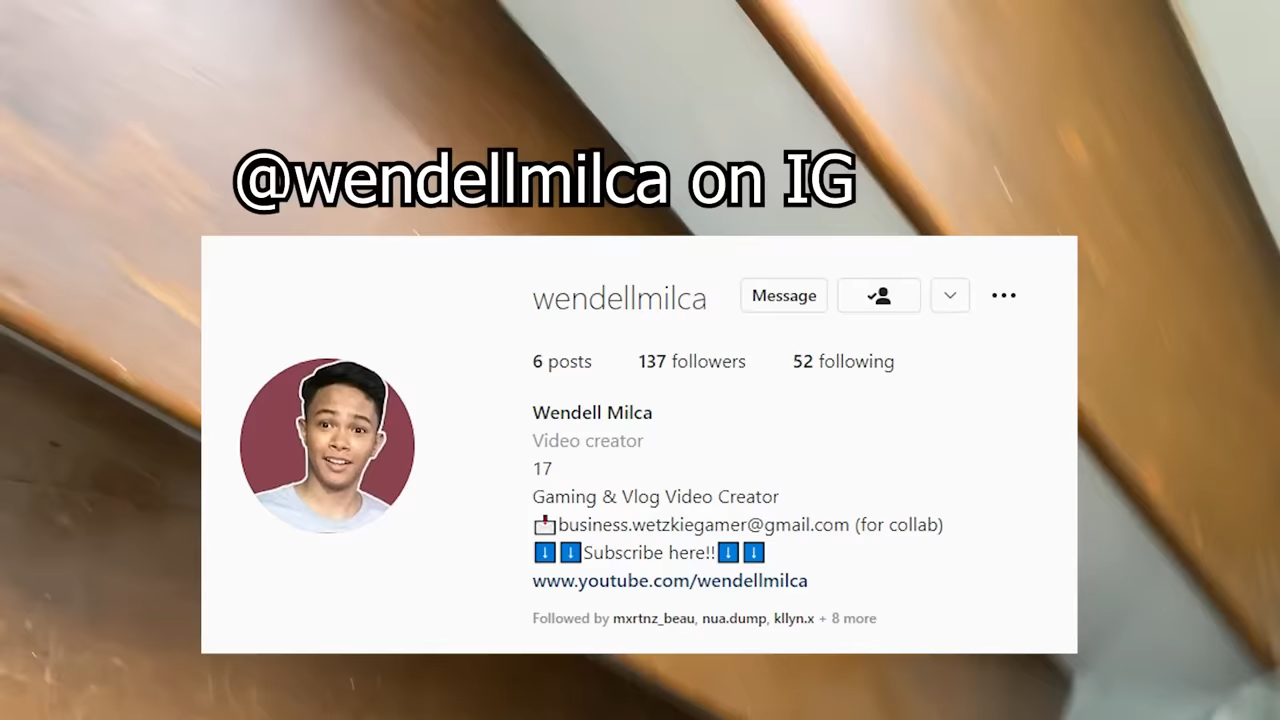 @wendellmilca on IG
wendellmilca Message
6 posts 137 followers 52 following
Wendell Milca
Video creator
17
Gaming & Vlog Video Creator
📩business.wetzkiegamer@gmail.com (for collab)
⬇️⬇️Subscribe here!!⬇️⬇️
www.youtube.com/wendellmilca
Followed by mxrtnz_beau, nua.dump, kllyn.x + 8 more